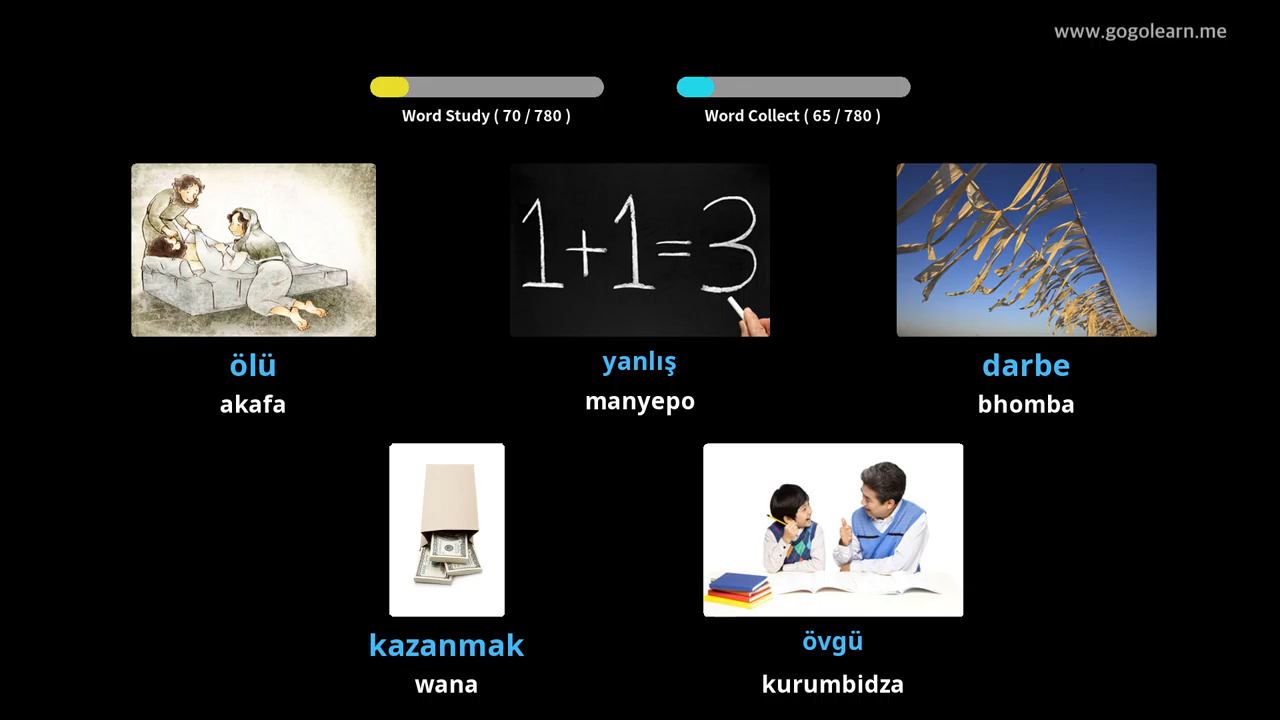 www.gogolearn.me
Word Study ( 70 / 780 )
Word Collect ( 65 / 780 )
1+1=3
ölü
akafa
yanlış
manyepo
darbe
bhomba
kazanmak
wana
övgü
kurumbidza